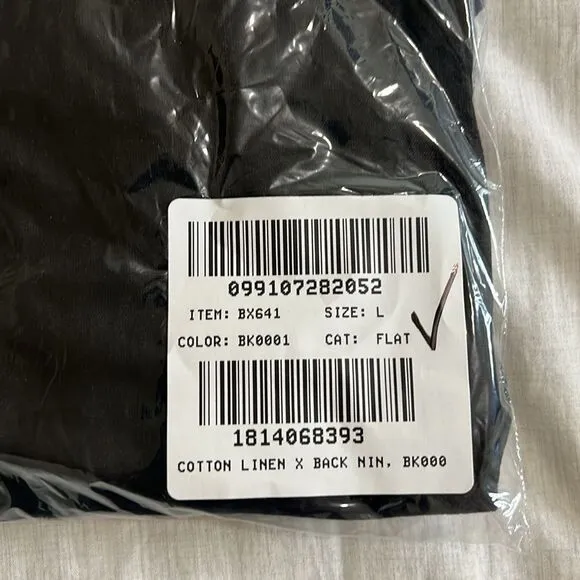 099107282052
ITEM: BX641 SIZE: L
COLOR: BK0001 CAT: FLAT
1814068393
COTTON LINEN X BACK NIN, BK000